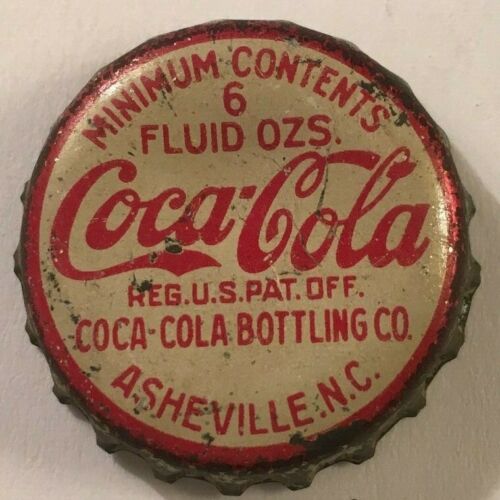 MINIMUM CONTENTS
6
FLUID OZS.
Coca-Cola
REG.U.S.PAT.OFF.
COCA-COLA BOTTLING CO.
ASHEVILLE.N.C.